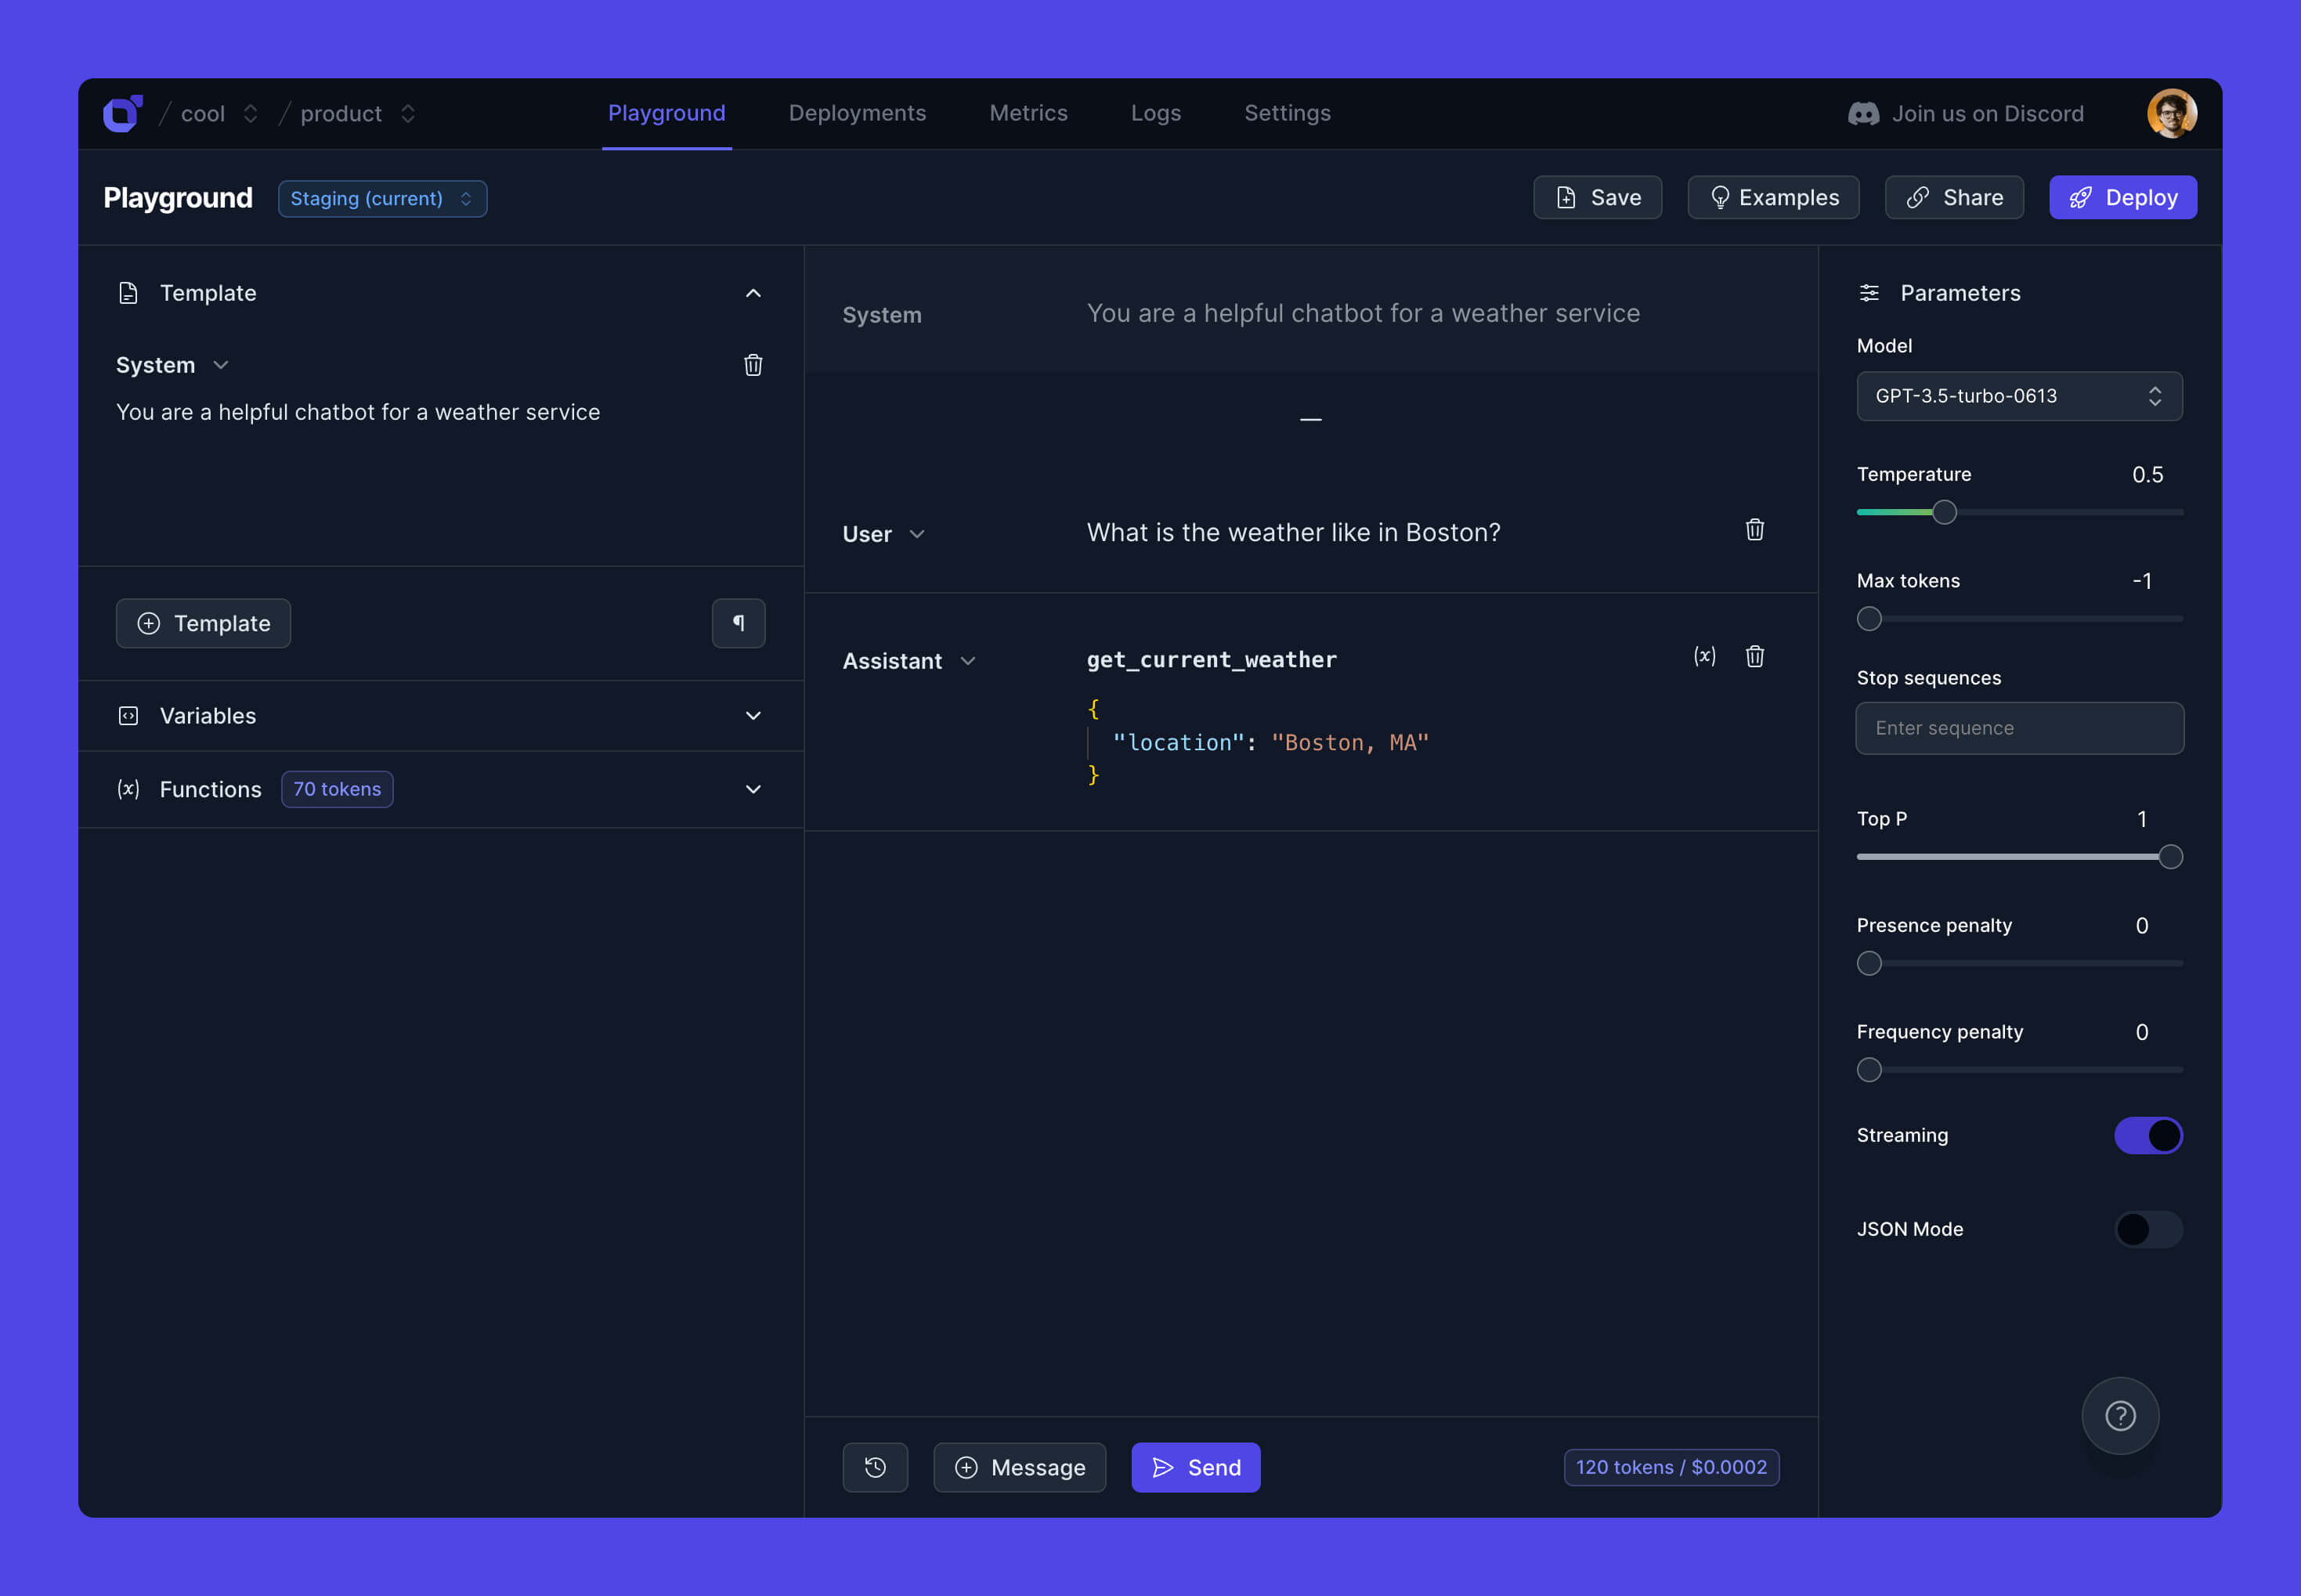 / cool / product Playground Deployments Metrics Logs Settings Join us on Discord
Playground Staging (current) Save Examples Share Deploy
Template
System
You are a helpful chatbot for a weather service
Template ¶
Variables
(x) Functions 70 tokens
System You are a helpful chatbot for a weather service
—
User What is the weather like in Boston?
Assistant get_current_weather (x)
{
"location": "Boston, MA"
}
Message Send 120 tokens / $0.0002
Parameters
Model
GPT-3.5-turbo-0613
Temperature 0.5
Max tokens -1
Stop sequences
Enter sequence
Top P 1
Presence penalty 0
Frequency penalty 0
Streaming
JSON Mode
?